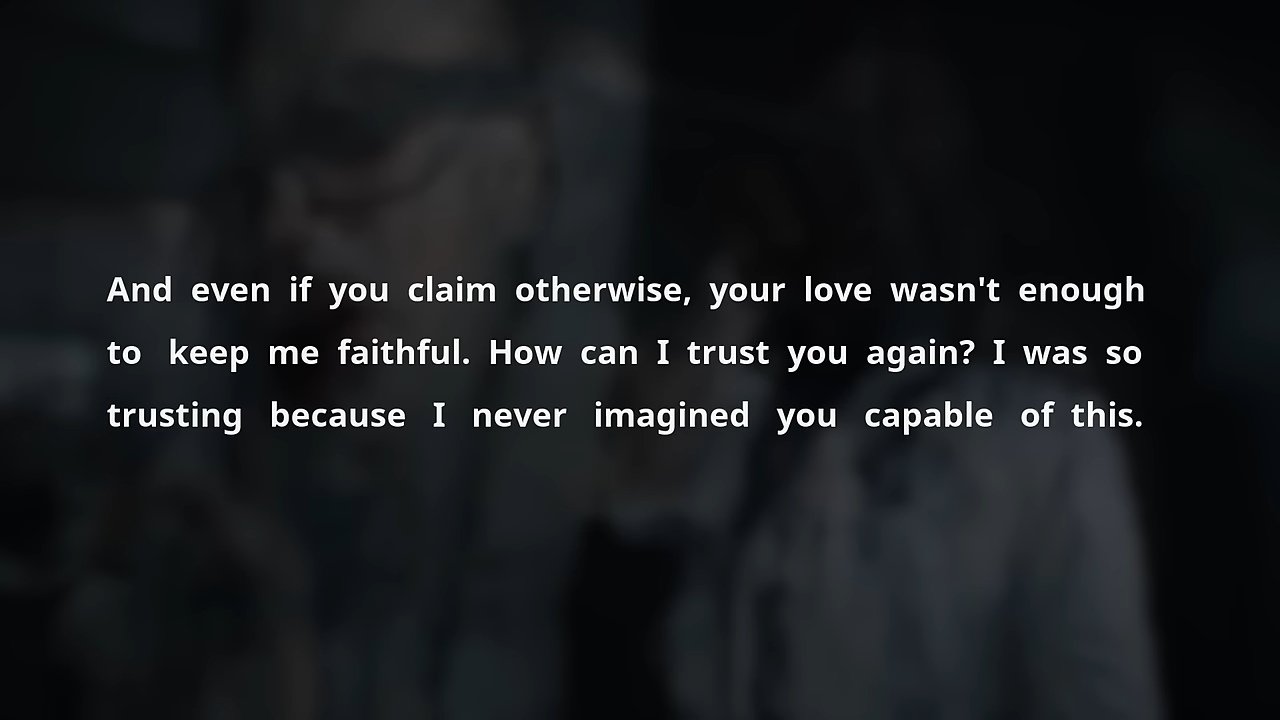 And even if you claim otherwise, your love wasn't enough
to keep me faithful. How can I trust you again? I was so
trusting because I never imagined you capable of this.